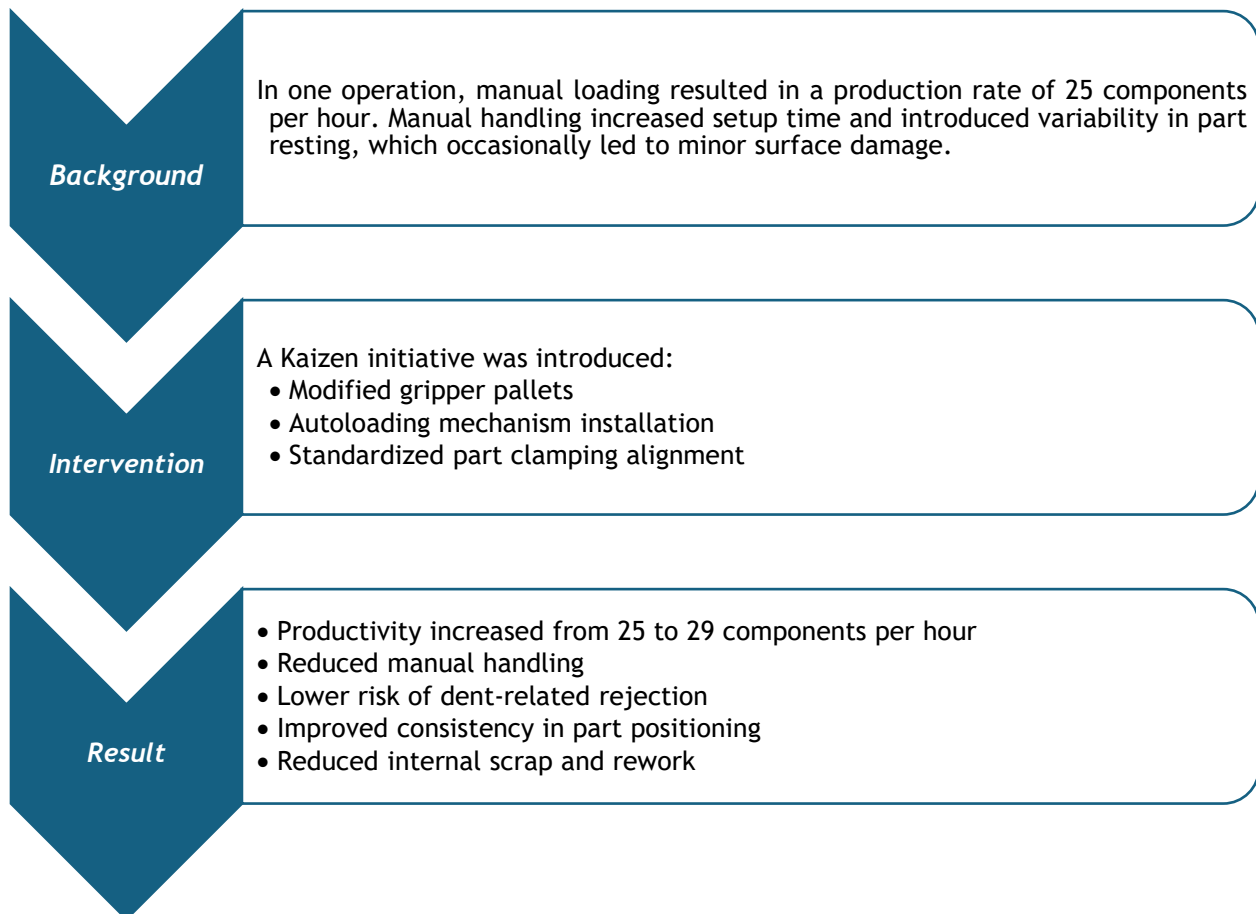 Background
In one operation, manual loading resulted in a production rate of 25 components
per hour. Manual handling increased setup time and introduced variability in part
resting, which occasionally led to minor surface damage.
Intervention
A Kaizen initiative was introduced:
• Modified gripper pallets
• Autoloading mechanism installation
• Standardized part clamping alignment
Result
• Productivity increased from 25 to 29 components per hour
• Reduced manual handling
• Lower risk of dent-related rejection
• Improved consistency in part positioning
• Reduced internal scrap and rework